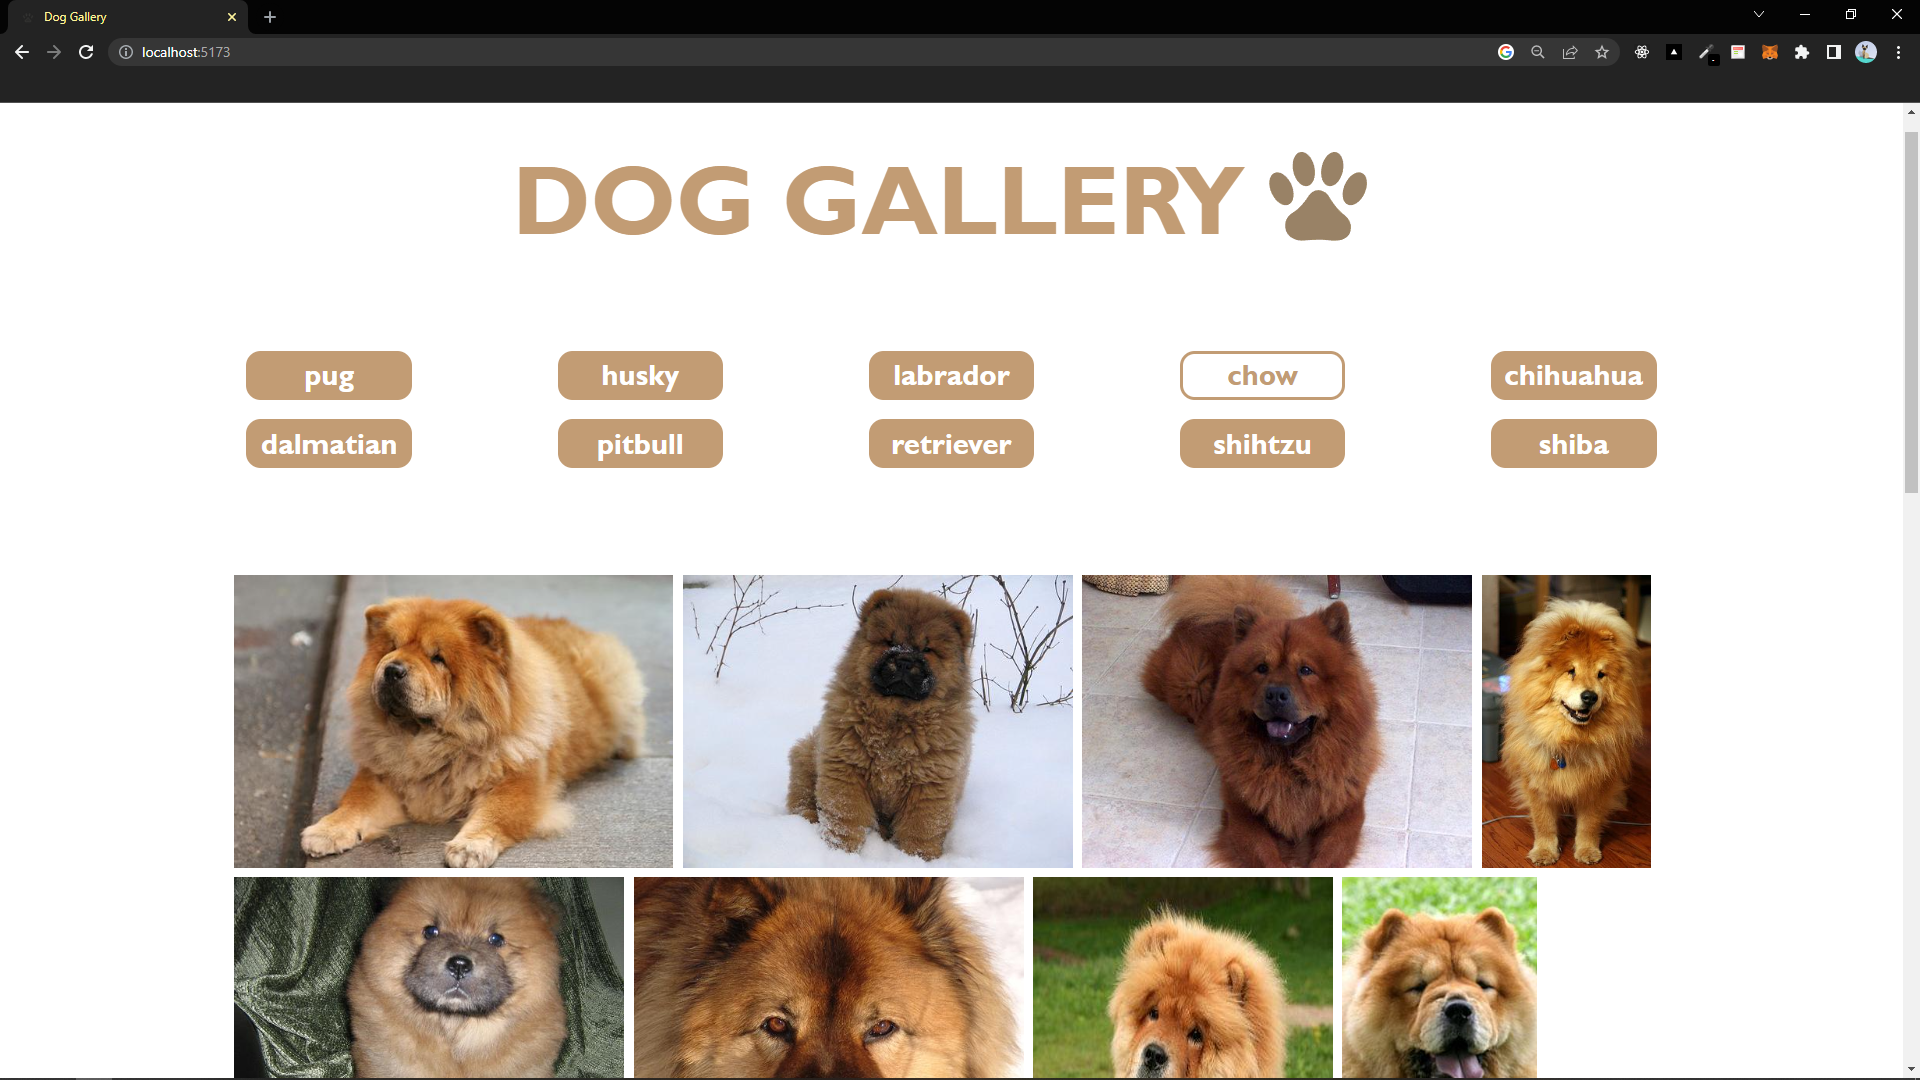 Dog Gallery
localhost:5173
DOG GALLERY
pug husky labrador chow chihuahua
dalmatian pitbull retriever shihtzu shiba